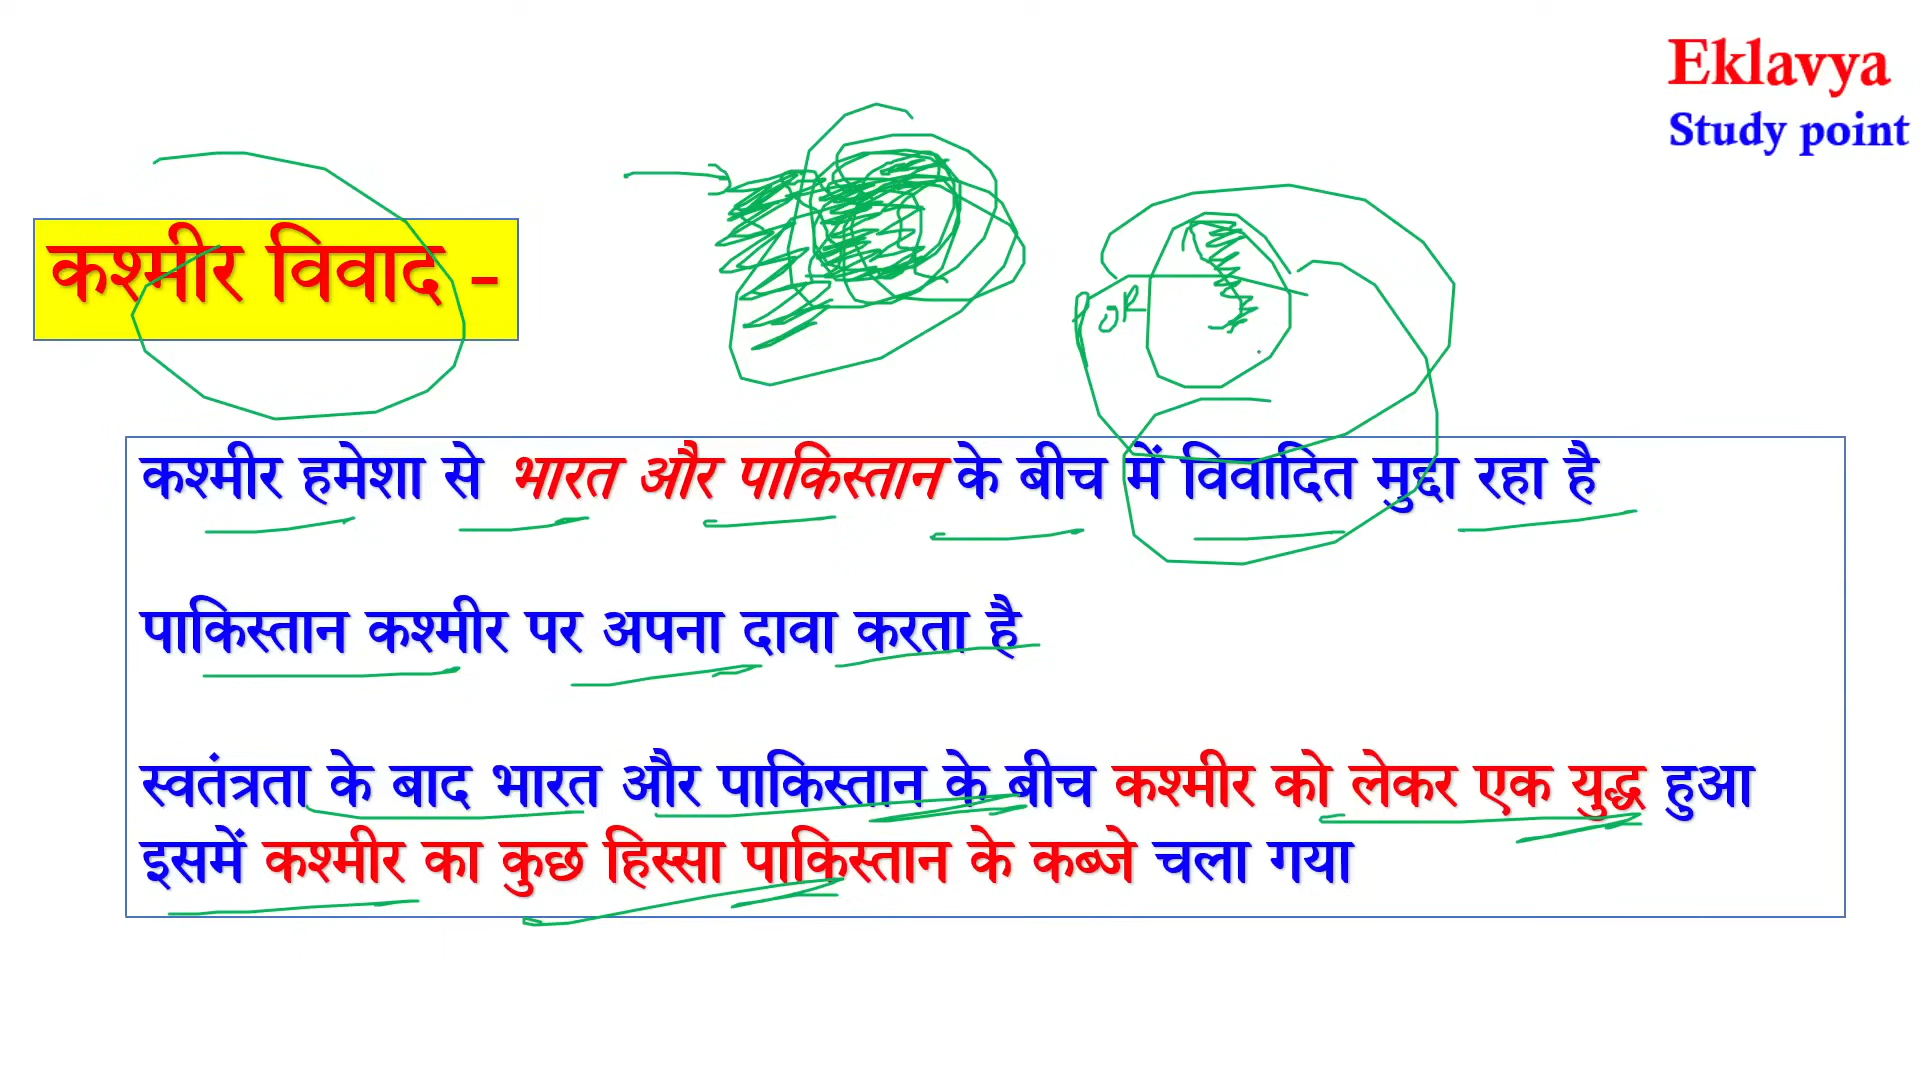 Eklavya
Study point
कश्मीर विवाद -
POK
कश्मीर हमेशा से भारत और पाकिस्तान के बीच में विवादित मुद्दा रहा है
पाकिस्तान कश्मीर पर अपना दावा करता है
स्वतंत्रता के बाद भारत और पाकिस्तान के बीच कश्मीर को लेकर एक युद्ध हुआ
इसमें कश्मीर का कुछ हिस्सा पाकिस्तान के कब्जे चला गया